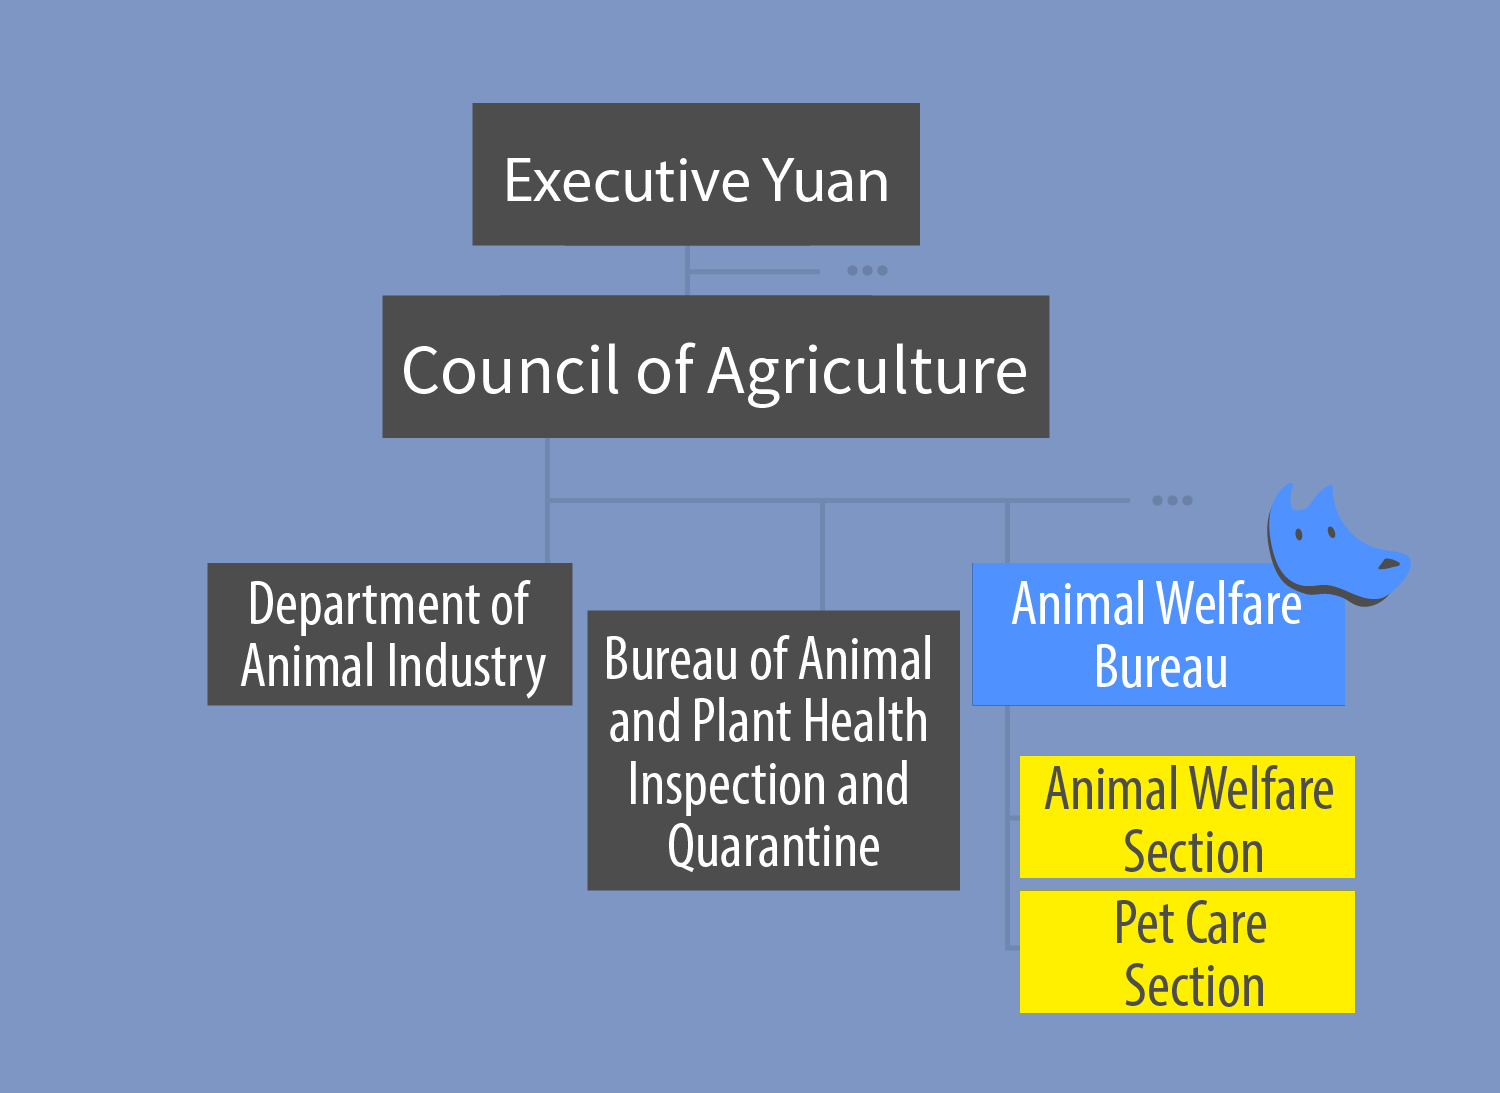 Executive Yuan
Council of Agriculture
Department of
Animal Industry
Bureau of Animal
and Plant Health
Inspection and
Quarantine
Animal Welfare
Bureau
Animal Welfare
Section
Pet Care
Section